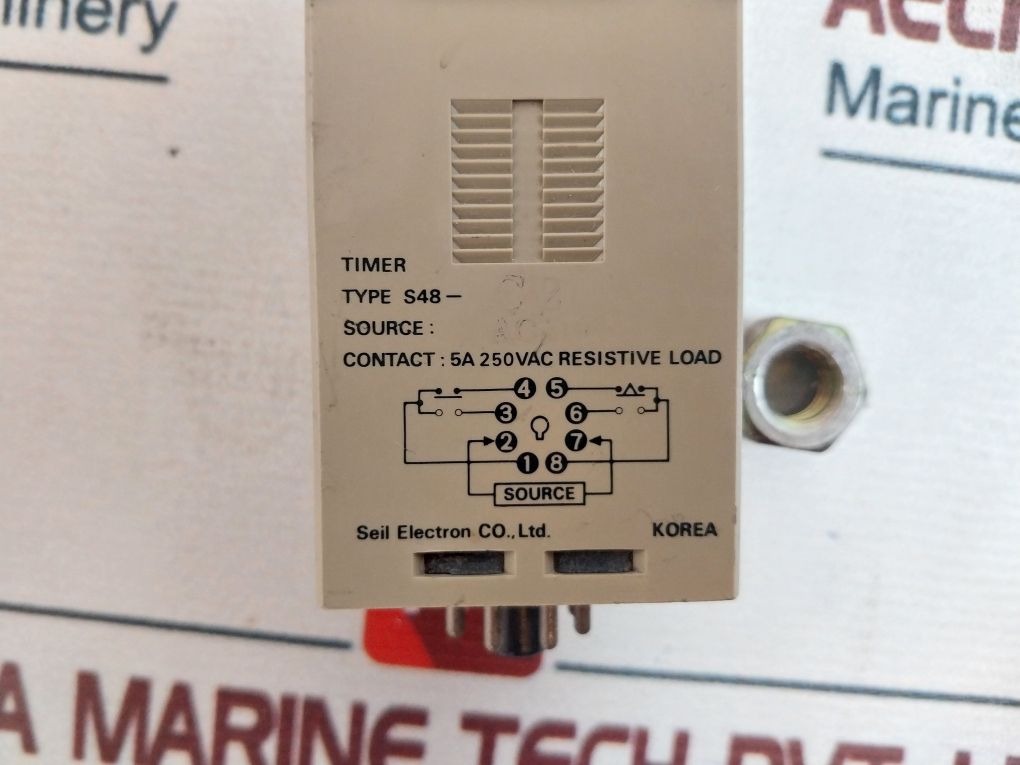 Marine
TIMER
TYPE S48-
SOURCE :
CONTACT : 5A 250VAC RESISTIVE LOAD
4 5
3 6
2 7
1 8
SOURCE
Seil Electron CO.,Ltd. KOREA
A MARINE TECH PVT.